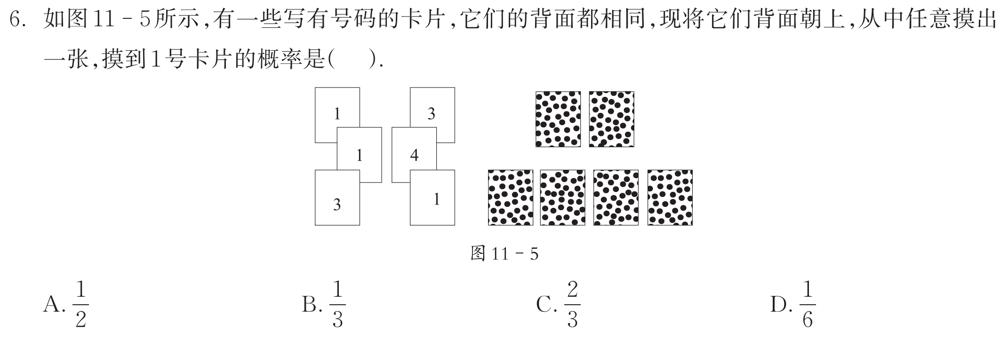 6. 如图11-5所示,有一些写有号码的卡片,它们的背面都相同,现将它们背面朝上,从中任意摸出
一张,摸到1号卡片的概率是( ).
1 3
1 4
3 1
图 11-5
A. 1/2 B. 1/3 C. 2/3 D. 1/6